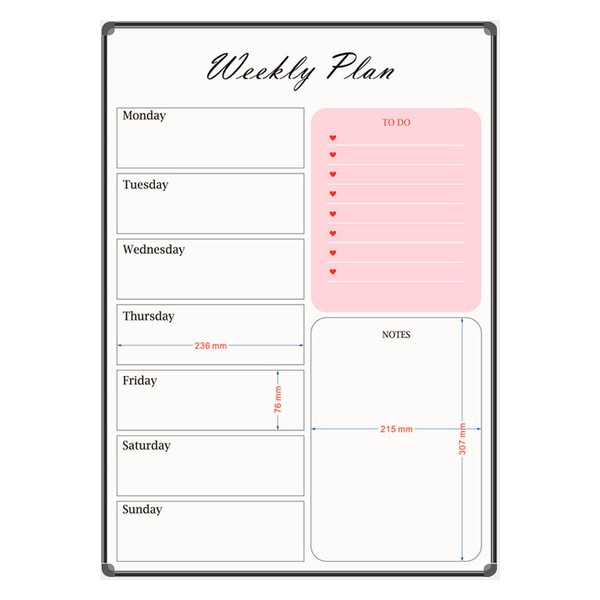 Weekly Plan
Monday
Tuesday
Wednesday
Thursday
236 mm
Friday
76 mm
Saturday
Sunday
TO DO
NOTES
215 mm
307 mm